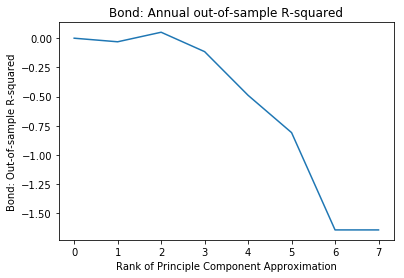 Bond: Annual out-of-sample R-squared
Bond: Out-of-sample R-squared
0.00
−0.25
−0.50
−0.75
−1.00
−1.25
−1.50
0 1 2 3 4 5 6 7
Rank of Principle Component Approximation